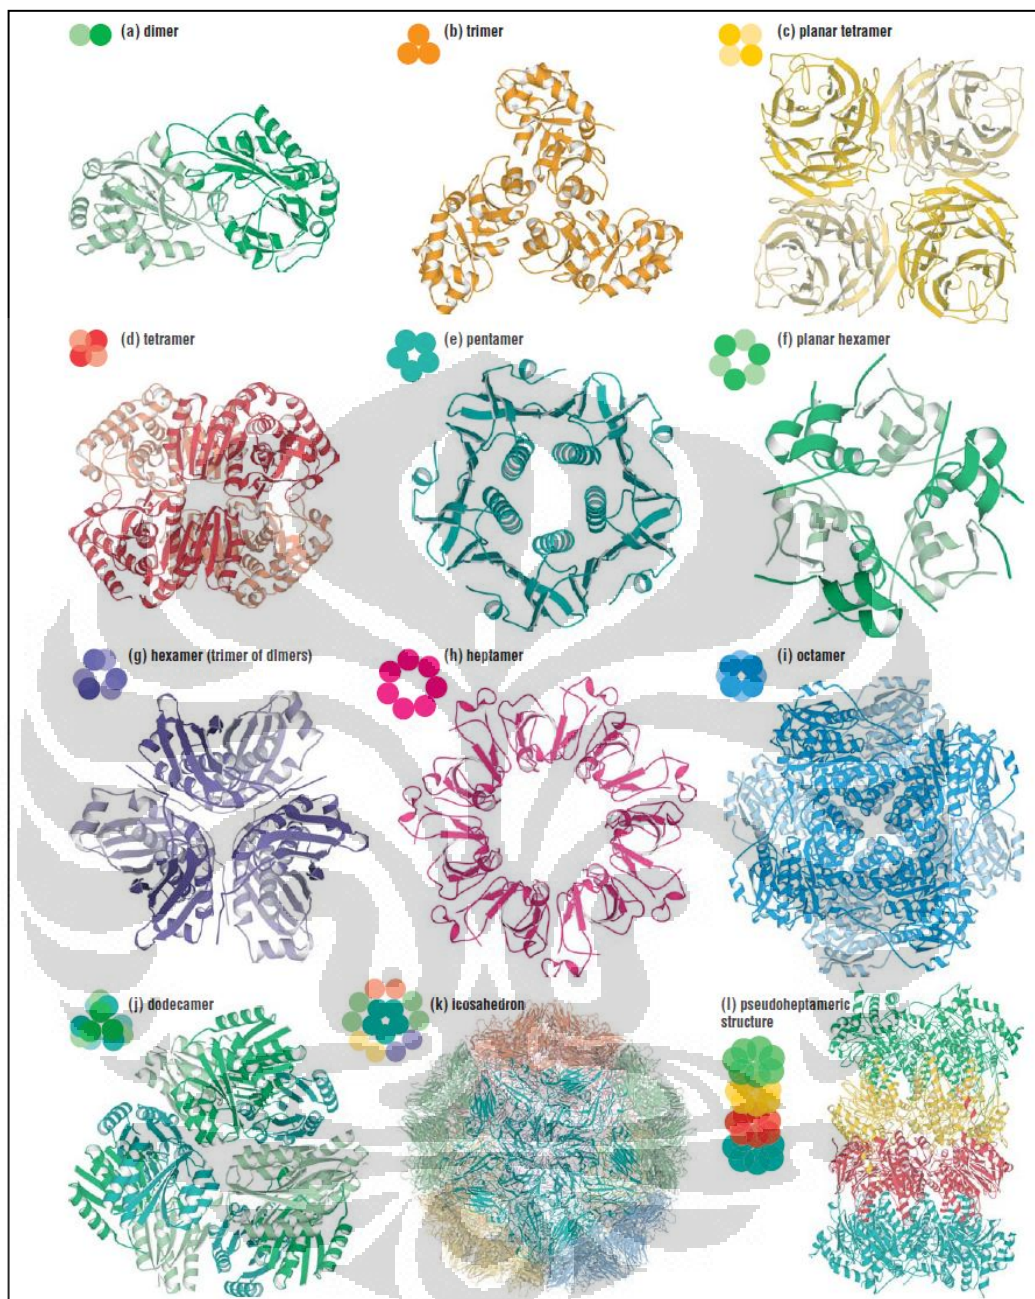 (a) dimer
(b) trimer
(c) planar tetramer
(d) tetramer
(e) pentamer
(f) planar hexamer
(g) hexamer (trimer of dimers)
(h) heptamer
(i) octamer
(j) dodecamer
(k) icosahedron
(l) pseudoheptameric
structure